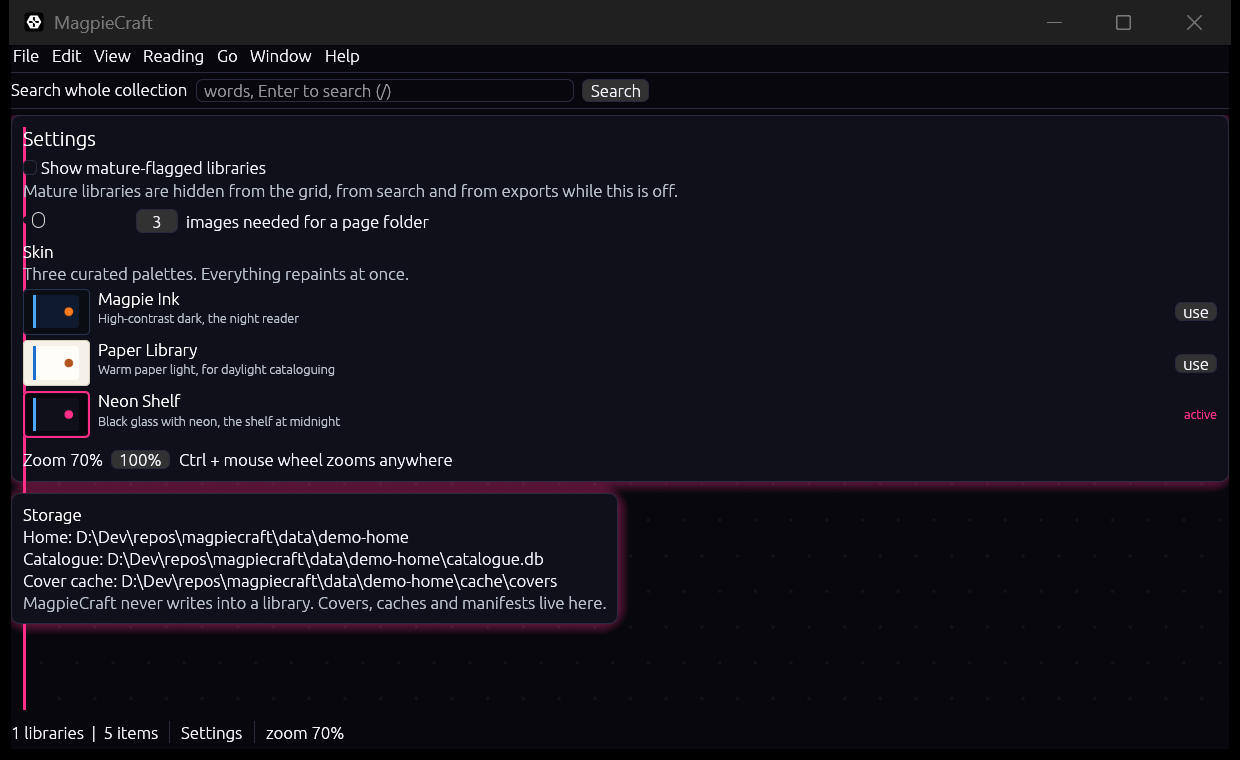 MagpieCraft
File Edit View Reading Go Window Help
Search whole collection words, Enter to search (/) Search
Settings
Show mature-flagged libraries
Mature libraries are hidden from the grid, from search and from exports while this is off.
3 images needed for a page folder
Skin
Three curated palettes. Everything repaints at once.
Magpie Ink
High-contrast dark, the night reader
use
Paper Library
Warm paper light, for daylight cataloguing
use
Neon Shelf
Black glass with neon, the shelf at midnight
active
Zoom 70% 100% Ctrl + mouse wheel zooms anywhere
Storage
Home: D:\Dev\repos\magpiecraft\data\demo-home
Catalogue: D:\Dev\repos\magpiecraft\data\demo-home\catalogue.db
Cover cache: D:\Dev\repos\magpiecraft\data\demo-home\cache\covers
MagpieCraft never writes into a library. Covers, caches and manifests live here.
1 libraries | 5 items Settings zoom 70%